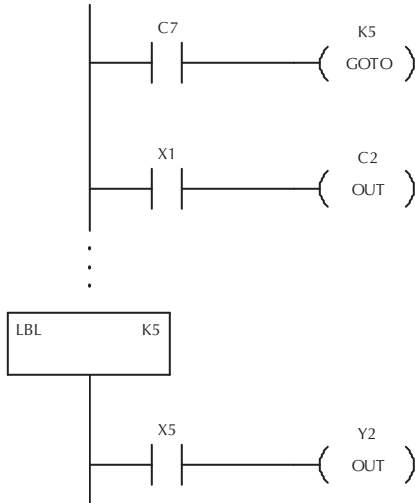 C7 K5
GOTO
X1 C2
OUT
LBL K5
X5 Y2
OUT